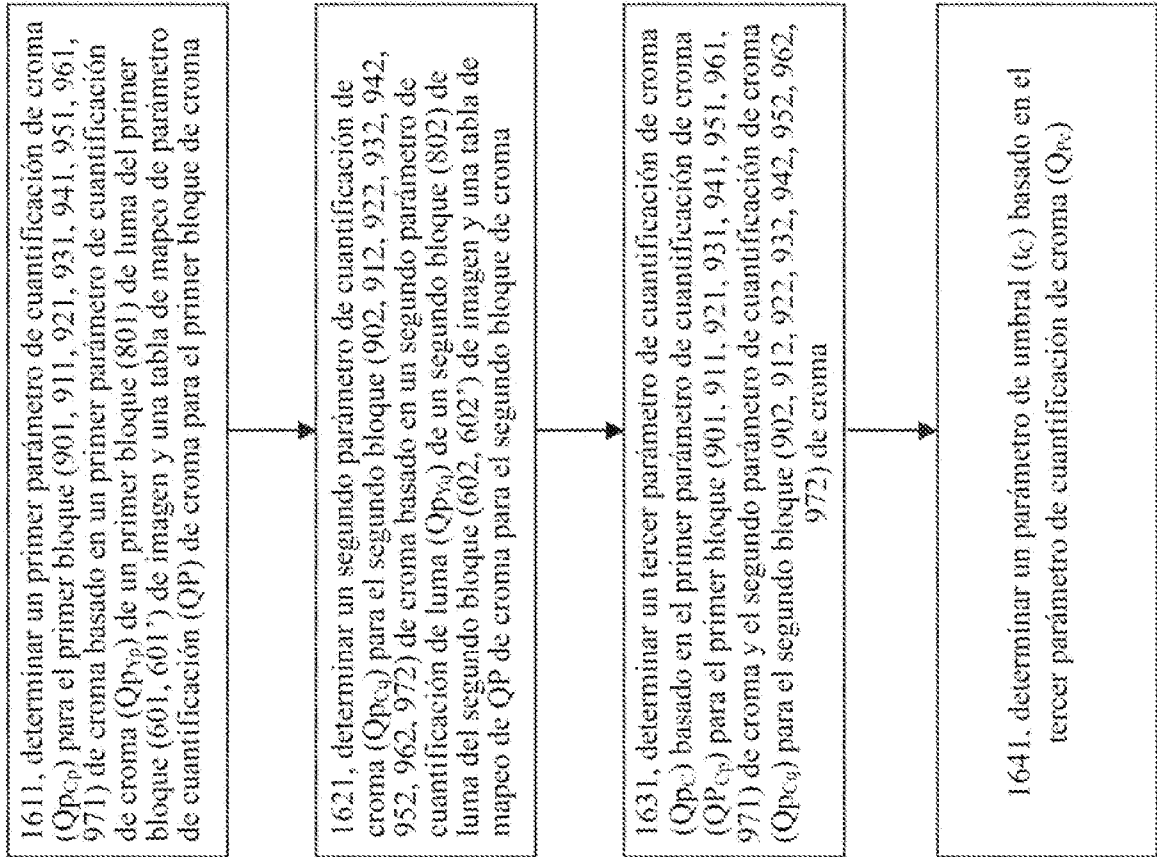 1611, determinar un primer parámetro de cuantificación de croma
(Qp_Cp) para el primer bloque (901, 911, 921, 931, 941, 951, 961,
971) de croma basado en un primer parámetro de cuantificación
de croma (Qp_Yp) de un primer bloque (801) de luma del primer
bloque (601, 601') de imagen y una tabla de mapeo de parámetro
de cuantificación (QP) de croma para el primer bloque de croma
1621, determinar un segundo parámetro de cuantificación de
croma (Qp_Cq) para el segundo bloque (902, 912, 922, 932, 942,
952, 962, 972) de croma basado en un segundo parámetro de
cuantificación de luma (Qp_Yq) de un segundo bloque (802) de
luma del segundo bloque (602, 602') de imagen y una tabla de
mapeo de QP de croma para el segundo bloque de croma
1631, determinar un tercer parámetro de cuantificación de croma
(Qp_C) basado en el primer parámetro de cuantificación de croma
(QP_Cp) para el primer bloque (901, 911, 921, 931, 941, 951, 961,
971) de croma y el segundo parámetro de cuantificación de croma
(Qp_Cq) para el segundo bloque (902, 912, 922, 932, 942, 952, 962,
972) de croma
1641, determinar un parámetro de umbral (t_C) basado en el
tercer parámetro de cuantificación de croma (Q_Pc)